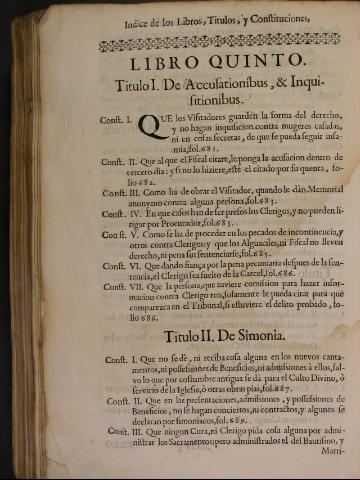 Indice de los Libros, Titulos, y Constituciones,
LIBRO QUINTO.
Titulo I. De Accusationibus, & Inqui-
sitionibus.
Const. I. QUE los Visitadores guarden la forma del derecho,
y no hagan inquisicion contra mugeres casadas,
ni en cosas secretas, de que se pueda seguir infa-
mia, fol. 681.
Const. II. Que al que el Fiscal citare, le ponga la acusacion dentro de
tercero dia: y si no lo hiziere, esté el citado por su quenta, fo-
lio 682.
Const. III. Como ha de obrar el Visitador, quando le dàn Memorial
anonymo contra alguna persona, fol. 683.
Const. IV. En que casos han de ser presos los Clerigos, y no pueden li-
tigar por Procurador, fol. 683.
Const. V. Como se ha de proceder en los pecados de incontinencia, y
otros contra Clerigos: y que los Alguaciles, ni Fiscal no lleven
derecho, ni pena sin sentenciarse, fol. 685.
Const. VI. Que dando fiança por la pena pecuniaria despues de la sen-
tencia, el Clerigo sea suelto de la Carcel, fol. 686.
Const. VII. Que la persona, que tuviere comission para hazer infor-
macion contra Clerigo reo, solamente le pueda citar para que
comparezca en el Tribunal, si estuviere el delito probado, fo-
lio 686.
Titulo II. De Simonia.
Const. I. Que no se dè, ni reciba cosa alguna en los nuevos canta-
mentos, ni possessiones de Beneficios, ni admissiones à ellos, sal-
vo lo que por costumbre antigua se dà para el Culto Divino, ò
servicio de la Iglesia, ò otras obras pias, fol. 687.
Const. II. Que en las presentaciones, admissiones, y possessiones de
Beneficios, no se hagan conciertos, ni contractos, y algunos se
declaran por simoniacos, fol. 689.
Const. III. Que ningun Cura, ni Clerigo pida cosa alguna por admi-
nistrar los Sacramentos: pero administrados el del Bautismo, y
Matri-